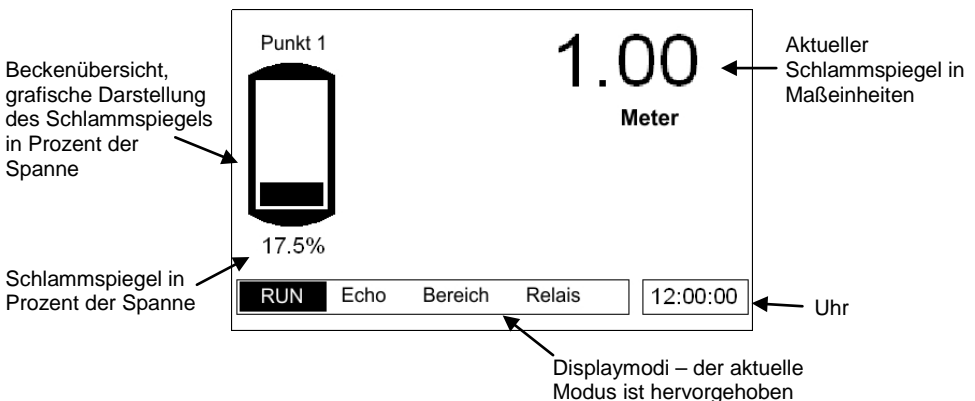 Punkt 1
1.00
Meter
Aktueller
Schlammspiegel in
Maßeinheiten
Beckenübersicht,
grafische Darstellung
des Schlammspiegels
in Prozent der
Spanne
17.5%
Schlammspiegel in
Prozent der Spanne
RUN Echo Bereich Relais 12:00:00
Uhr
Displaymodi – der aktuelle
Modus ist hervorgehoben